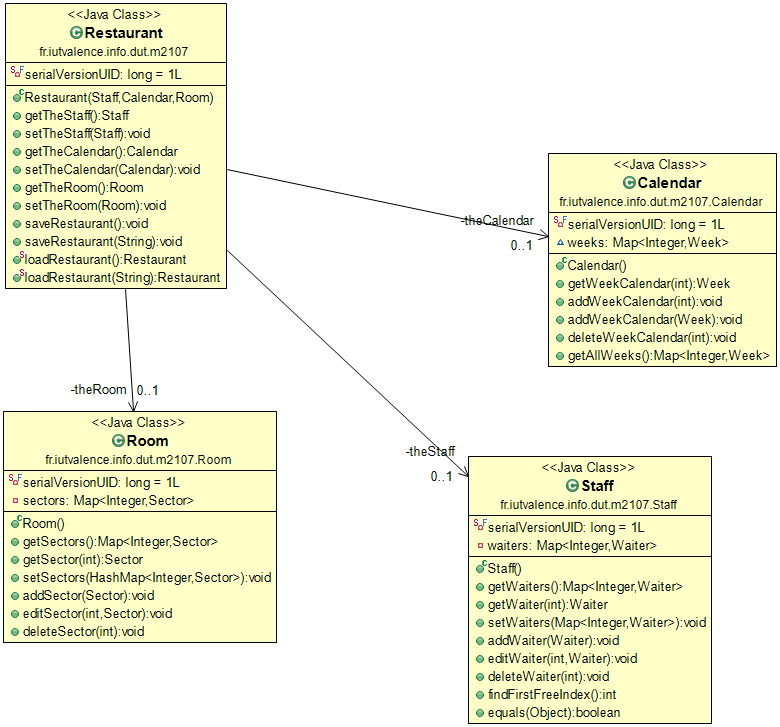 <<Java Class>>
Restaurant
fr.iutvalence.info.dut.m2107
serialVersionUID: long = 1L
Restaurant(Staff,Calendar,Room)
getTheStaff():Staff
setTheStaff(Staff):void
getTheCalendar():Calendar
setTheCalendar(Calendar):void
getTheRoom():Room
setTheRoom(Room):void
saveRestaurant():void
saveRestaurant(String):void
loadRestaurant():Restaurant
loadRestaurant(String):Restaurant
-theCalendar
0..1
<<Java Class>>
Calendar
fr.iutvalence.info.dut.m2107.Calendar
serialVersionUID: long = 1L
weeks: Map<Integer,Week>
Calendar()
getWeekCalendar(int):Week
addWeekCalendar(int):void
addWeekCalendar(Week):void
deleteWeekCalendar(int):void
getAllWeeks():Map<Integer,Week>
-theRoom 0..1
<<Java Class>>
Room
fr.iutvalence.info.dut.m2107.Room
serialVersionUID: long = 1L
sectors: Map<Integer,Sector>
Room()
getSectors():Map<Integer,Sector>
getSector(int):Sector
setSectors(HashMap<Integer,Sector>):void
addSector(Sector):void
editSector(int,Sector):void
deleteSector(int):void
-theStaff
0..1
<<Java Class>>
Staff
fr.iutvalence.info.dut.m2107.Staff
serialVersionUID: long = 1L
waiters: Map<Integer,Waiter>
Staff()
getWaiters():Map<Integer,Waiter>
getWaiter(int):Waiter
setWaiters(Map<Integer,Waiter>):void
addWaiter(Waiter):void
editWaiter(int,Waiter):void
deleteWaiter(int):void
findFirstFreeIndex():int
equals(Object):boolean